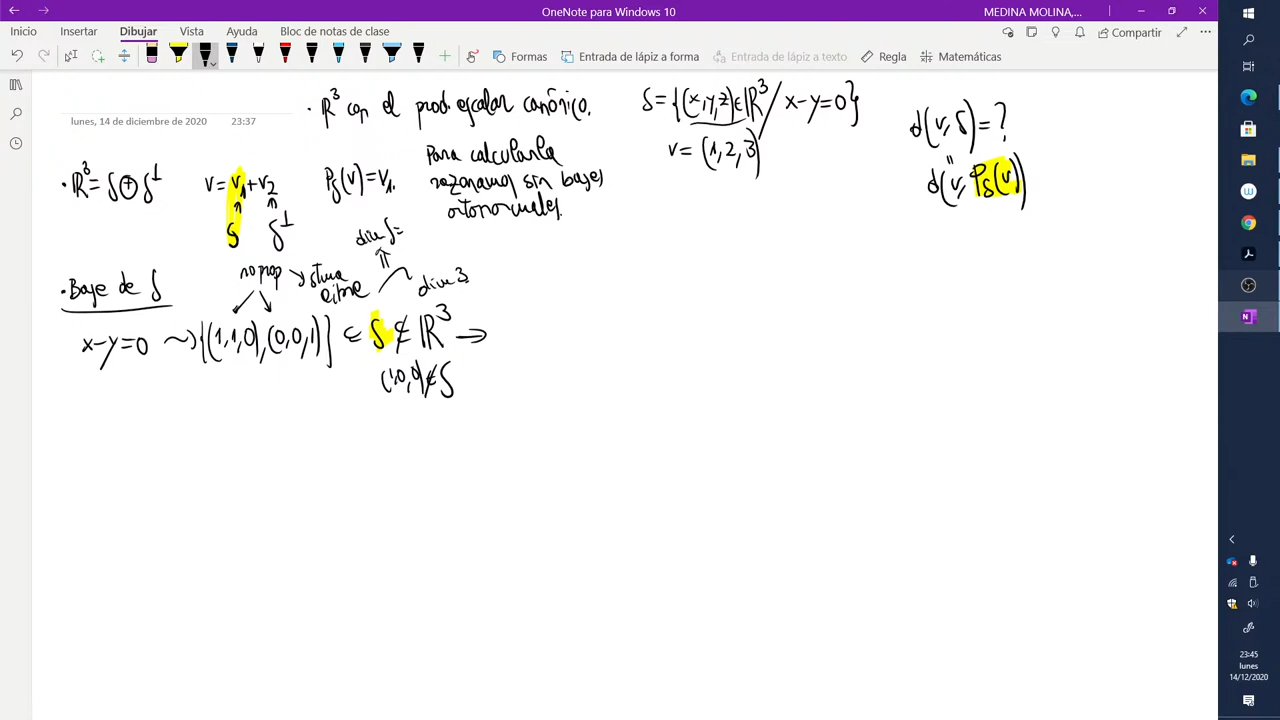 OneNote para Windows 10
MEDINA MOLINA,...
Inicio Insertar Dibujar Vista Ayuda Bloc de notas de clase
Compartir
Formas Entrada de lápiz a forma Entrada de lápiz a texto Regla Matemáticas
lunes, 14 de diciembre de 2020 23:37
· ℝ³ con el prod. escalar canónico.
S={(x,y,z)∈ℝ³/ x-y=0}
v=(1,2,3)
d(v,S)=?
"
d(v, P_S(v))
· ℝ³= S⊕S⊥
v=v₁+v₂
S S⊥
P_S(v)=v₁.
Para calcularla
razonamos sin bases
ortonormales.
· Base de S
no prop → stma
libre
dim S=
⇑
dim 3
x-y=0 ⤳ {(1,1,0),(0,0,1)} ⊆ S ⊄ ℝ³ →
(1,0,0)∉S
23:45
lunes
14/12/2020